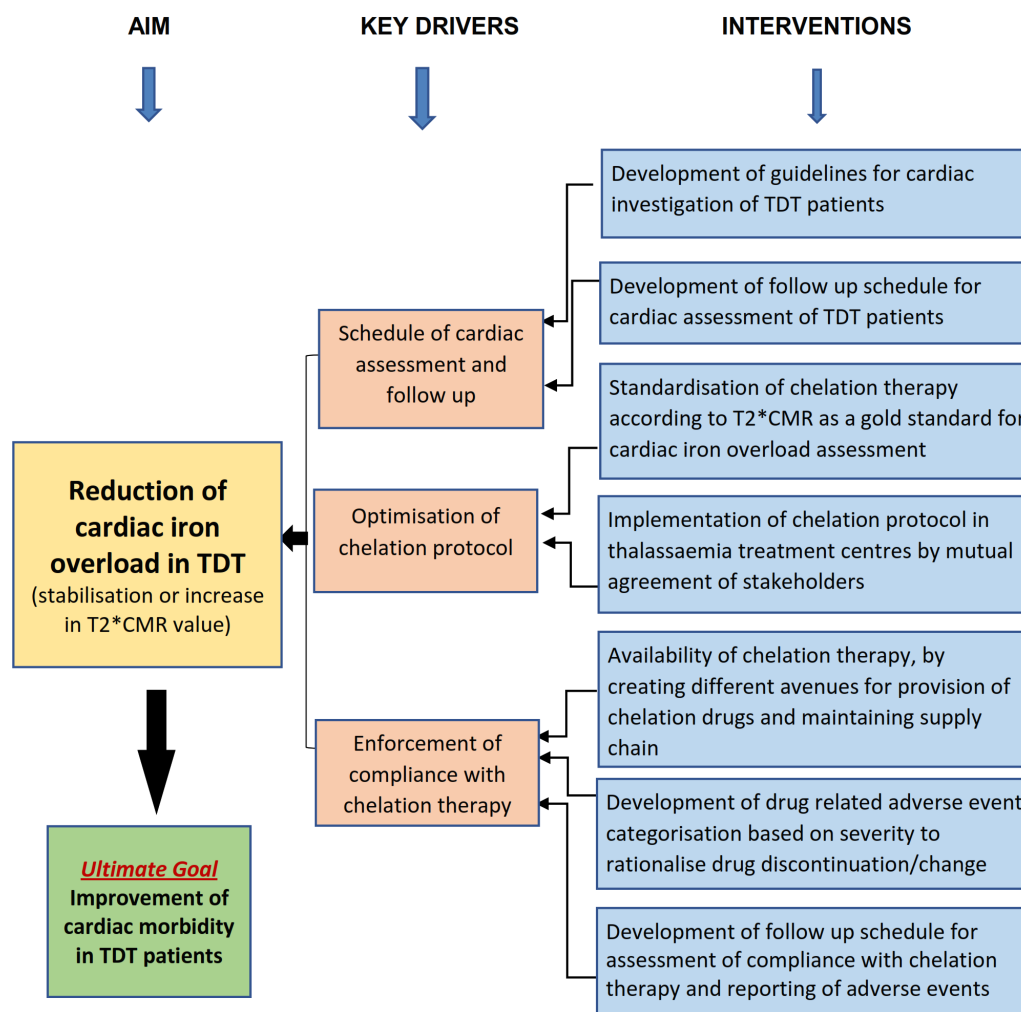 AIM
KEY DRIVERS
INTERVENTIONS
Development of guidelines for cardiac
investigation of TDT patients
Development of follow up schedule for
cardiac assessment of TDT patients
Schedule of cardiac
assessment and
follow up
Standardisation of chelation therapy
according to T2*CMR as a gold standard for
cardiac iron overload assessment
Reduction of
cardiac iron
overload in TDT
(stabilisation or increase
in T2*CMR value)
Optimisation of
chelation protocol
Implementation of chelation protocol in
thalassaemia treatment centres by mutual
agreement of stakeholders
Availability of chelation therapy, by
creating different avenues for provision of
chelation drugs and maintaining supply
chain
Enforcement of
compliance with
chelation therapy
Development of drug related adverse event
categorisation based on severity to
rationalise drug discontinuation/change
Ultimate Goal
Improvement of
cardiac morbidity
in TDT patients
Development of follow up schedule for
assessment of compliance with chelation
therapy and reporting of adverse events